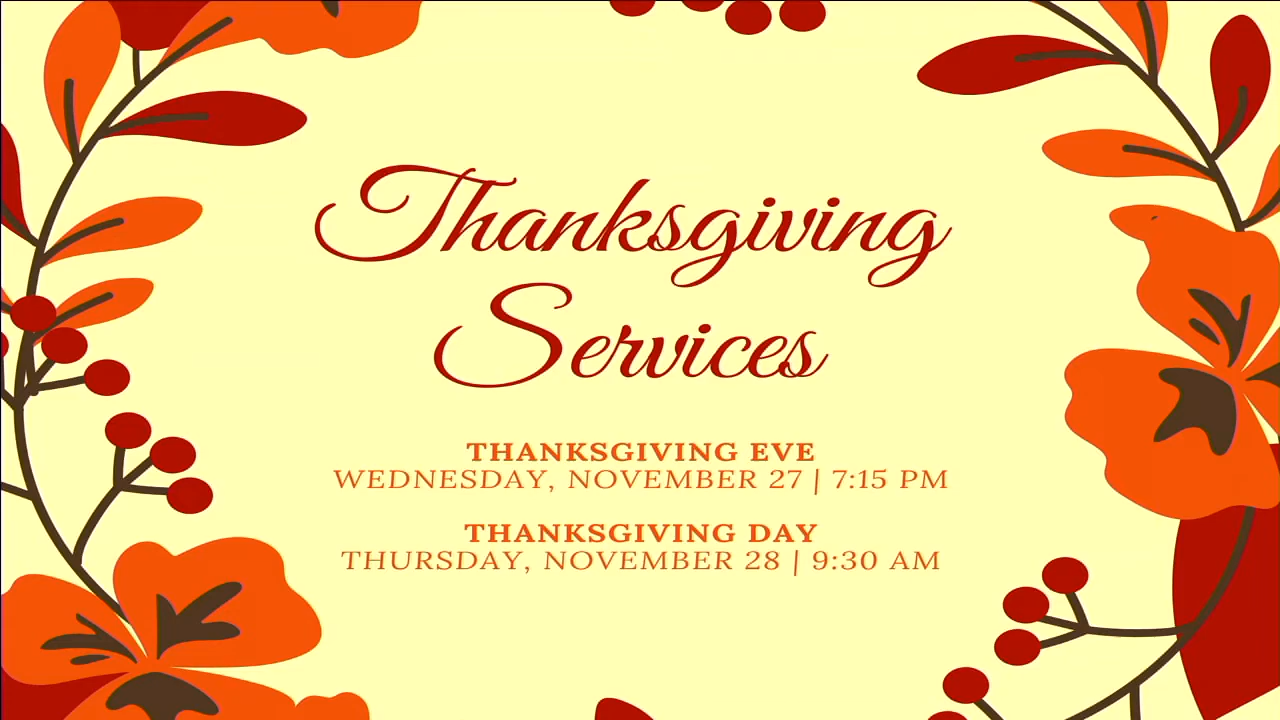 Thanksgiving
Services
THANKSGIVING EVE
WEDNESDAY, NOVEMBER 27 | 7:15 PM
THANKSGIVING DAY
THURSDAY, NOVEMBER 28 | 9:30 AM